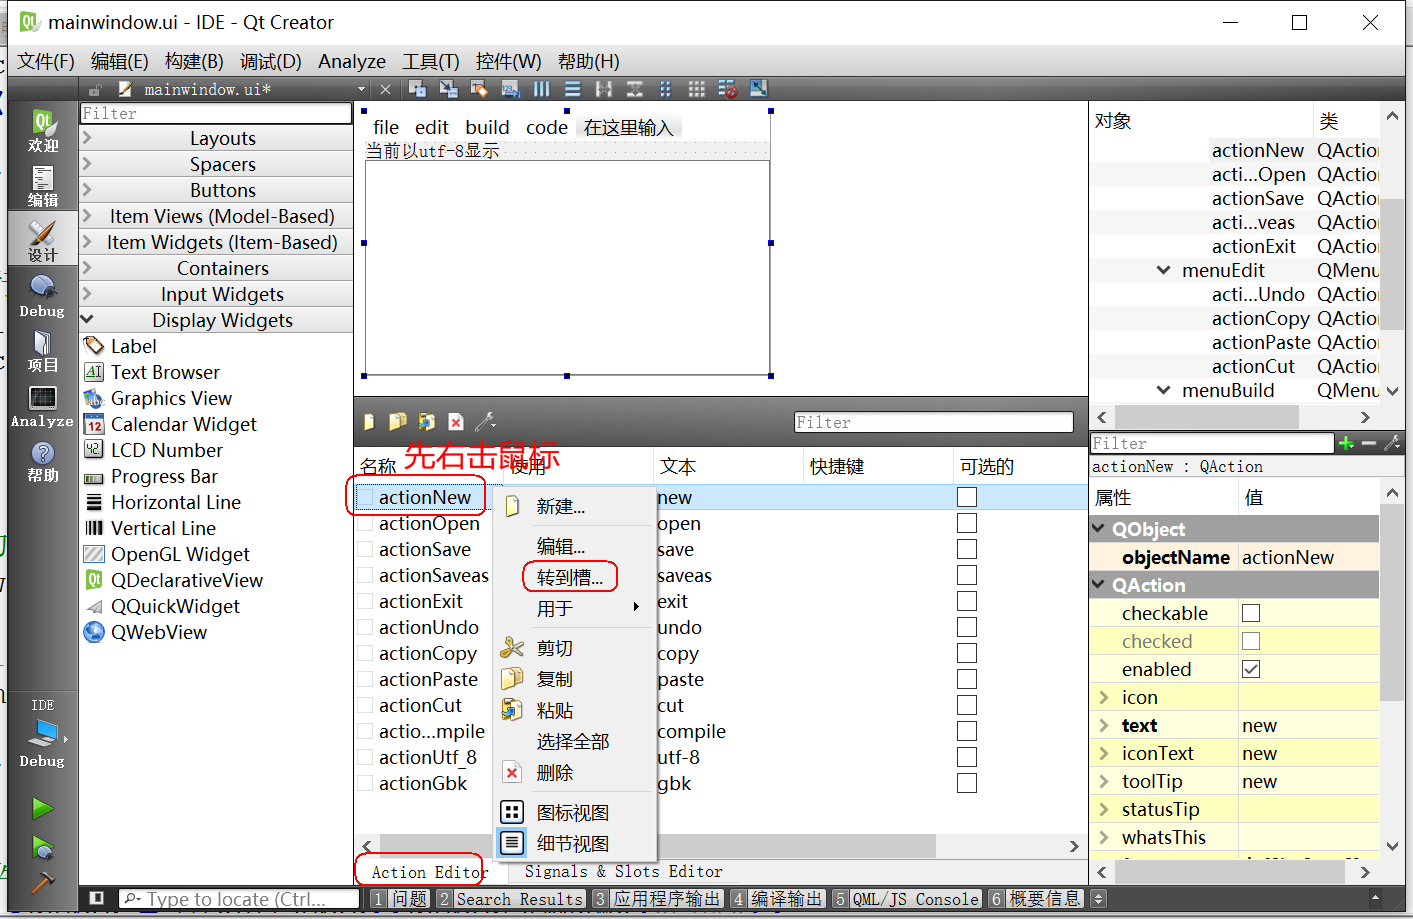 mainwindow.ui - IDE - Qt Creator
文件(F) 编辑(E) 构建(B) 调试(D) Analyze 工具(T) 控件(W) 帮助(H)
mainwindow.ui*
欢迎
编辑
设计
Debug
项目
Analyze
帮助
IDE
Debug
Filter
Layouts
Spacers
Buttons
Item Views (Model-Based)
Item Widgets (Item-Based)
Containers
Input Widgets
Display Widgets
Label
Text Browser
Graphics View
Calendar Widget
LCD Number
Progress Bar
Horizontal Line
Vertical Line
OpenGL Widget
QDeclarativeView
QQuickWidget
QWebView
file edit build code 在这里输入
当前以utf-8显示
Filter
先右击鼠标
名称 使用 文本 快捷键 可选的
actionNew new
actionOpen open
actionSave save
actionSaveas saveas
actionExit exit
actionUndo undo
actionCopy copy
actionPaste paste
actionCut cut
actio...mpile compile
actionUtf_8 utf-8
actionGbk gbk
新建...
编辑...
转到槽...
用于
剪切
复制
粘贴
选择全部
删除
图标视图
细节视图
Action Editor Signals & Slots Editor
对象 类
actionNew QAction
acti...Open QAction
actionSave QAction
acti...veas QAction
actionExit QAction
menuEdit QMenu
acti...Undo QAction
actionCopy QAction
actionPaste QAction
actionCut QAction
menuBuild QMenu
Filter
actionNew : QAction
属性 值
QObject
objectName actionNew
QAction
checkable
checked
enabled
icon
text new
iconText new
toolTip new
statusTip
whatsThis
Type to locate (Ctrl...
1 问题 2 Search Results 3 应用程序输出 4 编译输出 5 QML/JS Console 6 概要信息